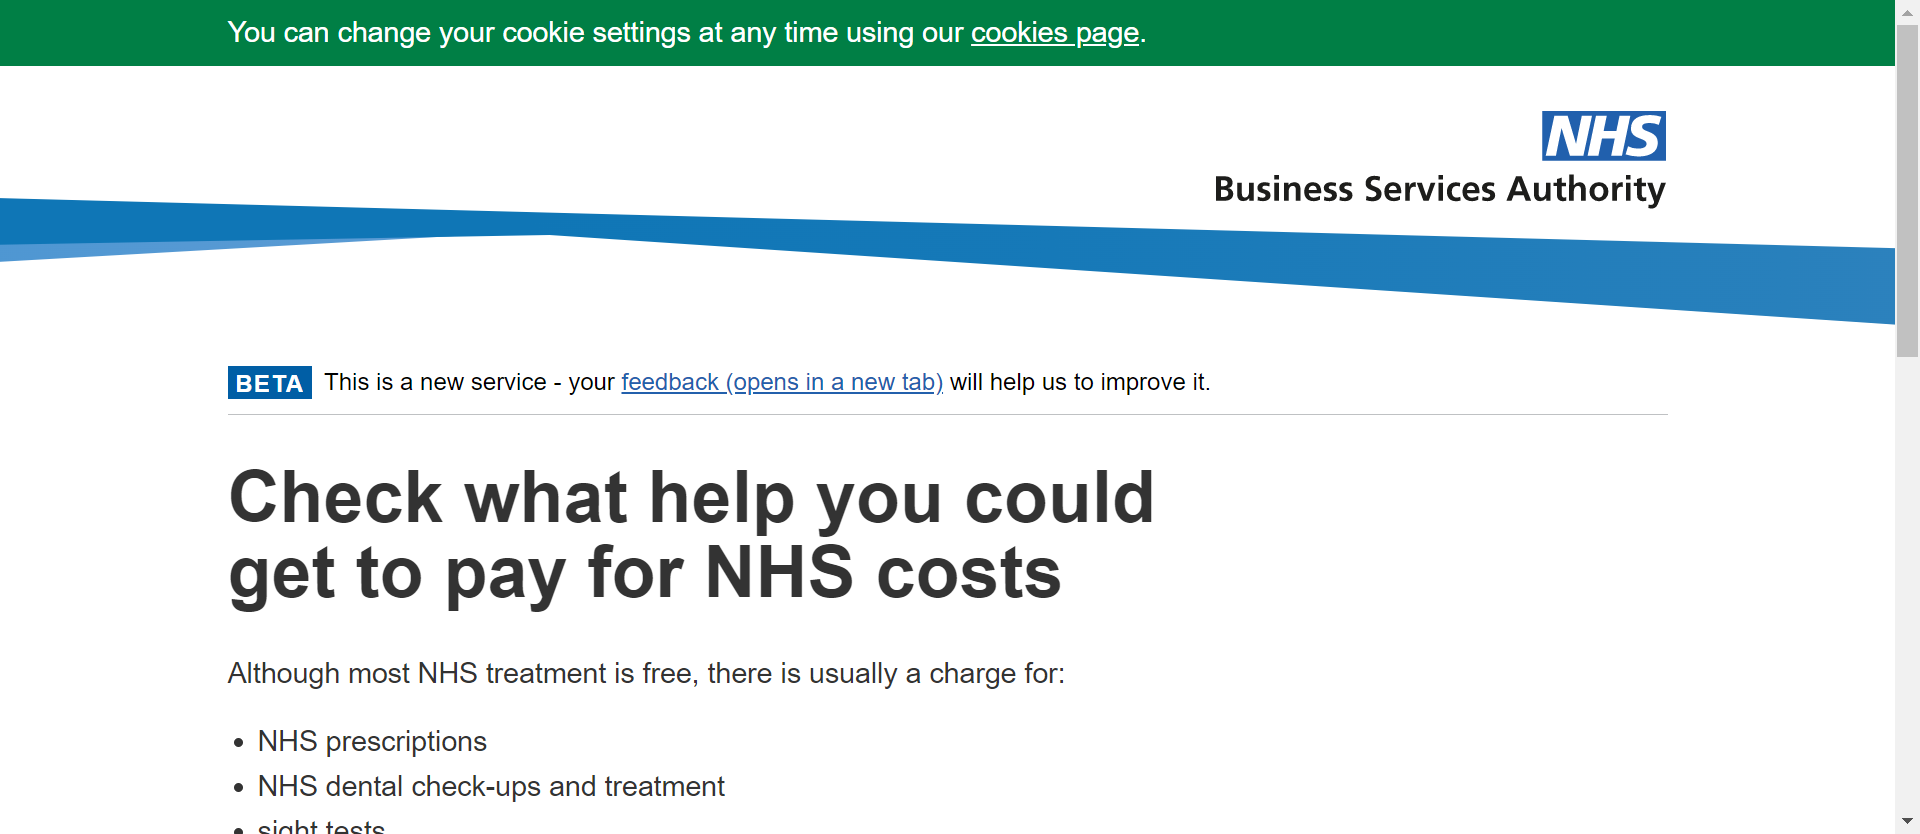 You can change your cookie settings at any time using our cookies page.
NHS
Business Services Authority
BETA This is a new service - your feedback (opens in a new tab) will help us to improve it.
Check what help you could
get to pay for NHS costs
Although most NHS treatment is free, there is usually a charge for:
• NHS prescriptions
• NHS dental check-ups and treatment
• sight tests